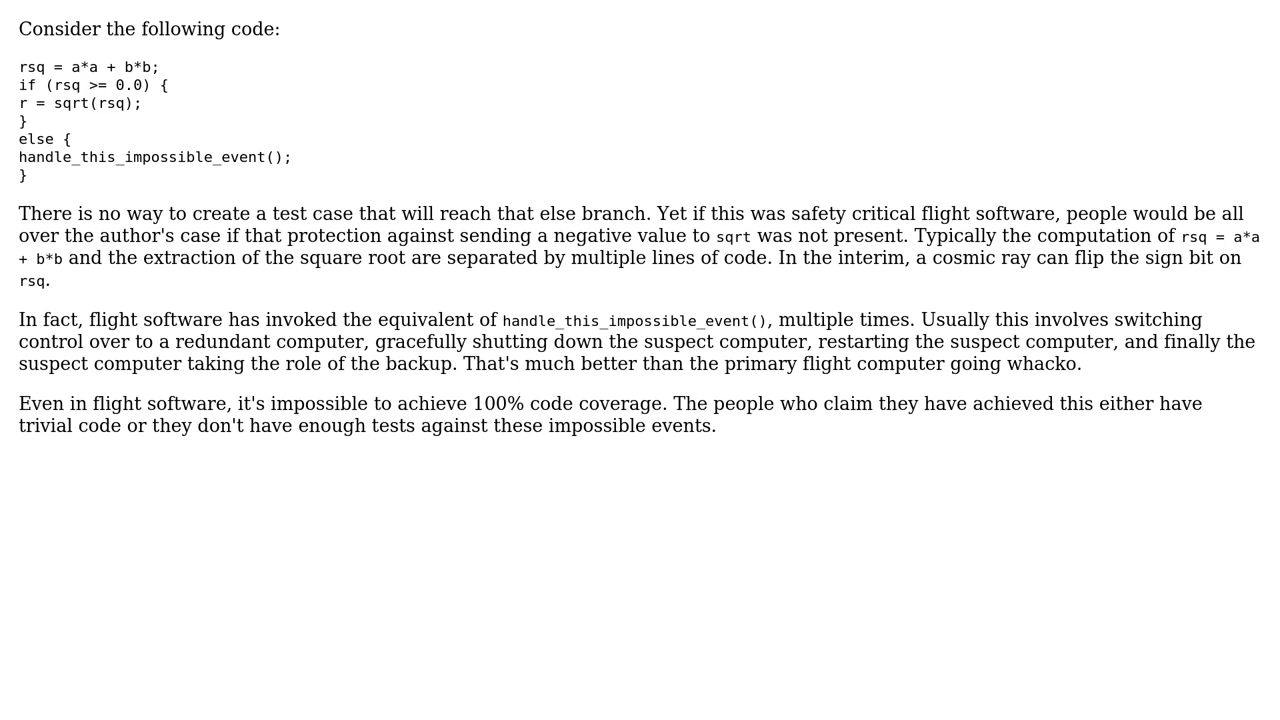 Consider the following code:
rsq = a*a + b*b;
if (rsq >= 0.0) {
r = sqrt(rsq);
}
else {
handle_this_impossible_event();
}
There is no way to create a test case that will reach that else branch. Yet if this was safety critical flight software, people would be all
over the author's case if that protection against sending a negative value to sqrt was not present. Typically the computation of rsq = a*a
+ b*b and the extraction of the square root are separated by multiple lines of code. In the interim, a cosmic ray can flip the sign bit on
rsq.
In fact, flight software has invoked the equivalent of handle_this_impossible_event(), multiple times. Usually this involves switching
control over to a redundant computer, gracefully shutting down the suspect computer, restarting the suspect computer, and finally the
suspect computer taking the role of the backup. That's much better than the primary flight computer going whacko.
Even in flight software, it's impossible to achieve 100% code coverage. The people who claim they have achieved this either have
trivial code or they don't have enough tests against these impossible events.